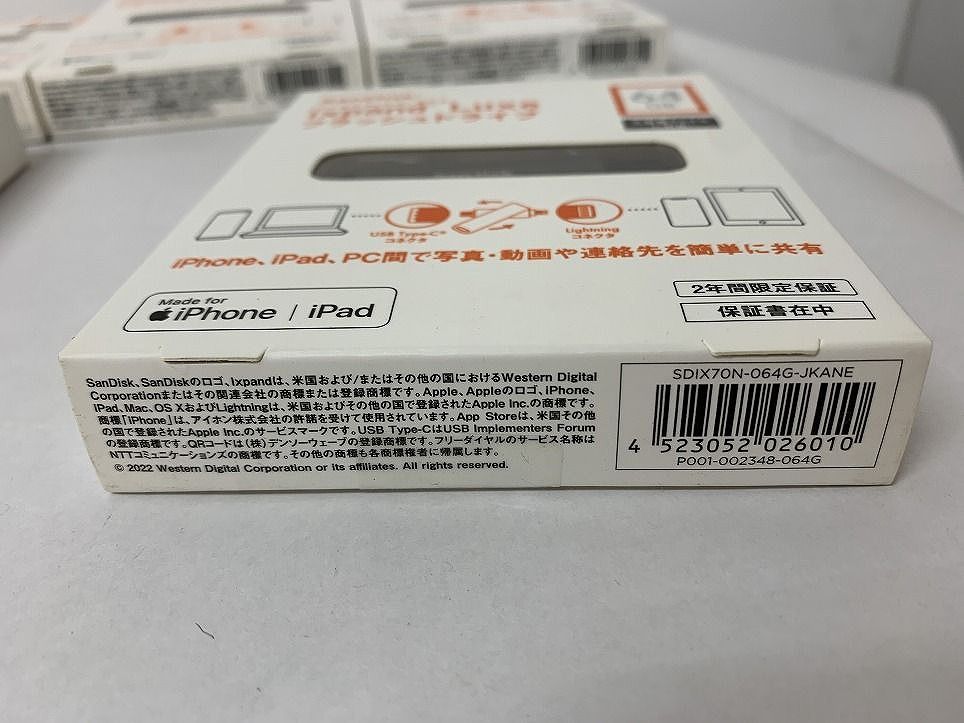 ixpand Luxe
フラッシュドライブ
64
GB
USB Type-C®
コネクタ
Lightning
コネクタ
iPhone、iPad、PC間で写真・動画や連絡先を簡単に共有
Made for
iPhone | iPad
2年間限定保証
保証書在中
SanDisk、SanDiskのロゴ、Ixpandは、米国および/またはその他の国におけるWestern Digital
Corporationまたはその関連会社の商標または登録商標です。Apple、Appleのロゴ、iPhone、
iPad、Mac、OS XおよびLightningは、米国およびその他の国で登録されたApple Inc.の商標です。
商標「iPhone」は、アイホン株式会社の許諾を受けて使用されています。App Storeは、米国その他
の国で登録されたApple Inc.のサービスマークです。USB Type-CはUSB Implementers Forum
の登録商標です。QRコードは(株)デンソーウェーブの登録商標です。フリーダイヤルのサービス名称は
NTTコミュニケーションズの商標です。その他の商標も各商標権者に帰属します。
© 2022 Western Digital Corporation or its affiliates. All rights reserved.
SDIX70N-064G-JKANE
4 523052 026010
P001-002348-064G